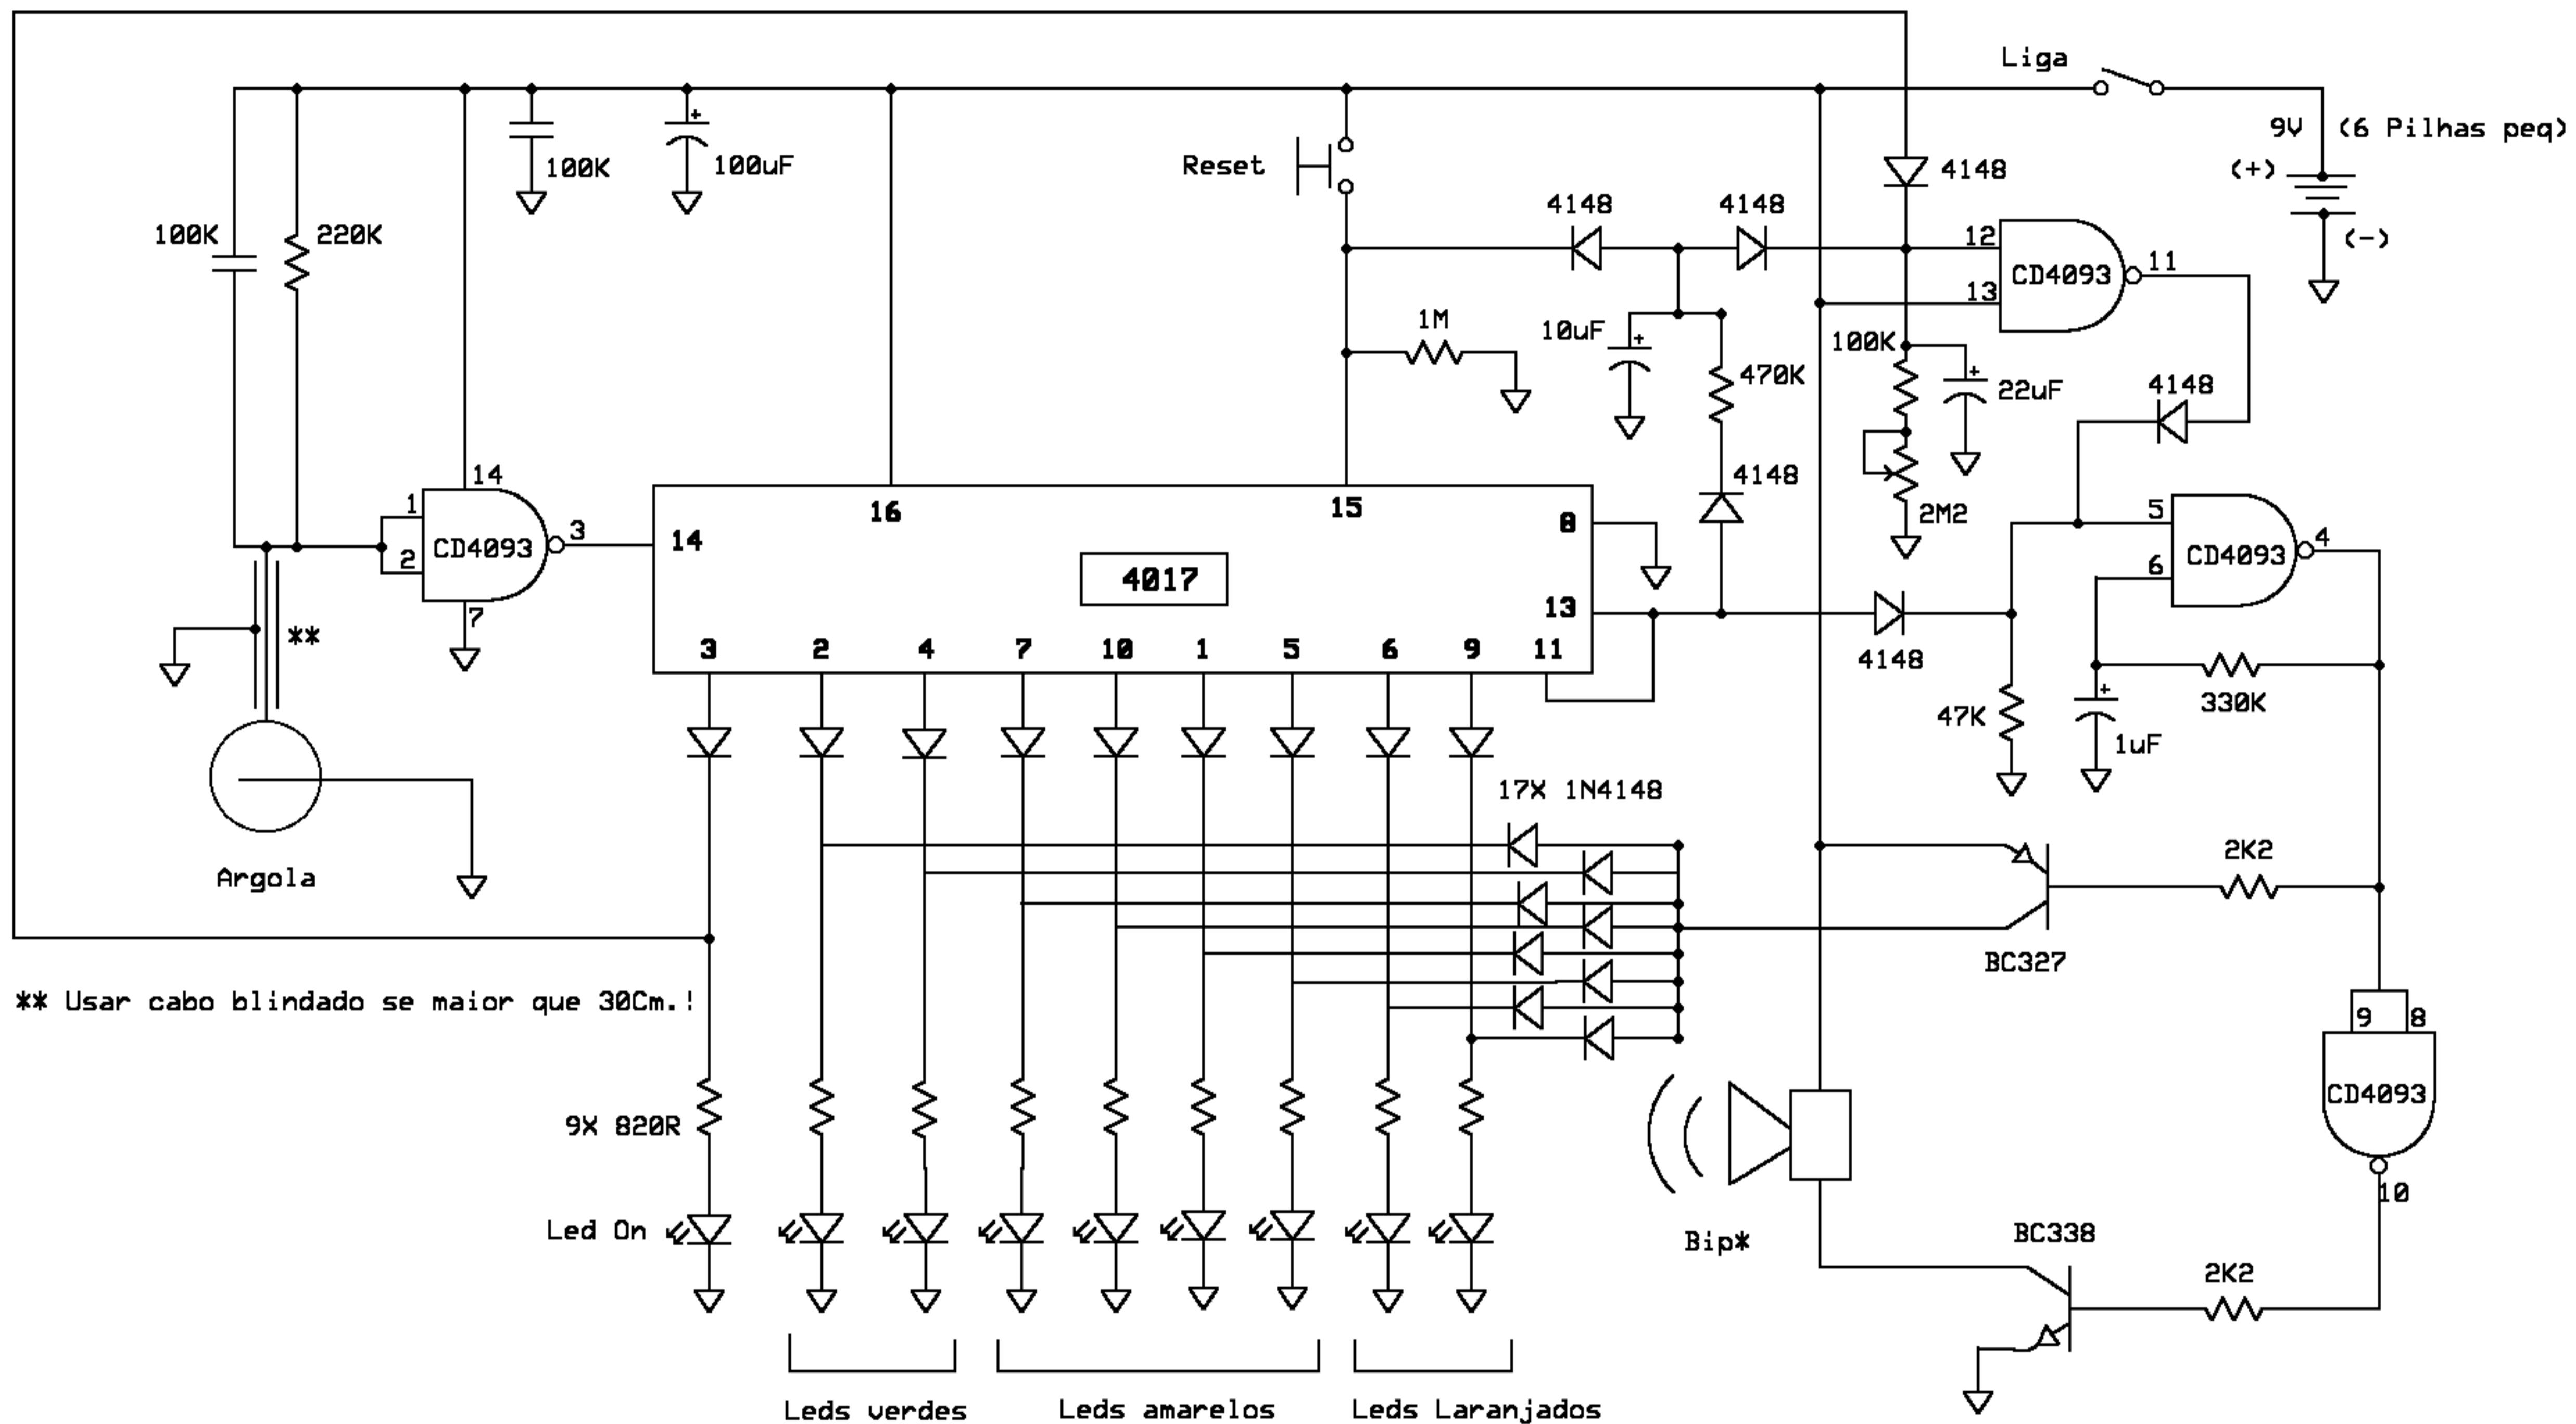 Liga
9V (6 Pilhas peq)
(+)
(-)
100K
100uF
Reset
4148
4148
4148
100K
220K
12
13
CD4093
11
1M
10uF
470K
100K
22uF
4148
2M2
4148
14
1
2
CD4093
3
7
16
15
14
8
13
4017
3
2
4
7
10
1
5
6
9
11
5
6
CD4093
4
4148
47K
330K
1uF
**
Argola
17X 1N4148
2K2
BC327
** Usar cabo blindado se maior que 30Cm.!
9
8
CD4093
10
9X 820R
Led On
Bip*
BC338
2K2
Leds verdes
Leds amarelos
Leds Laranjados